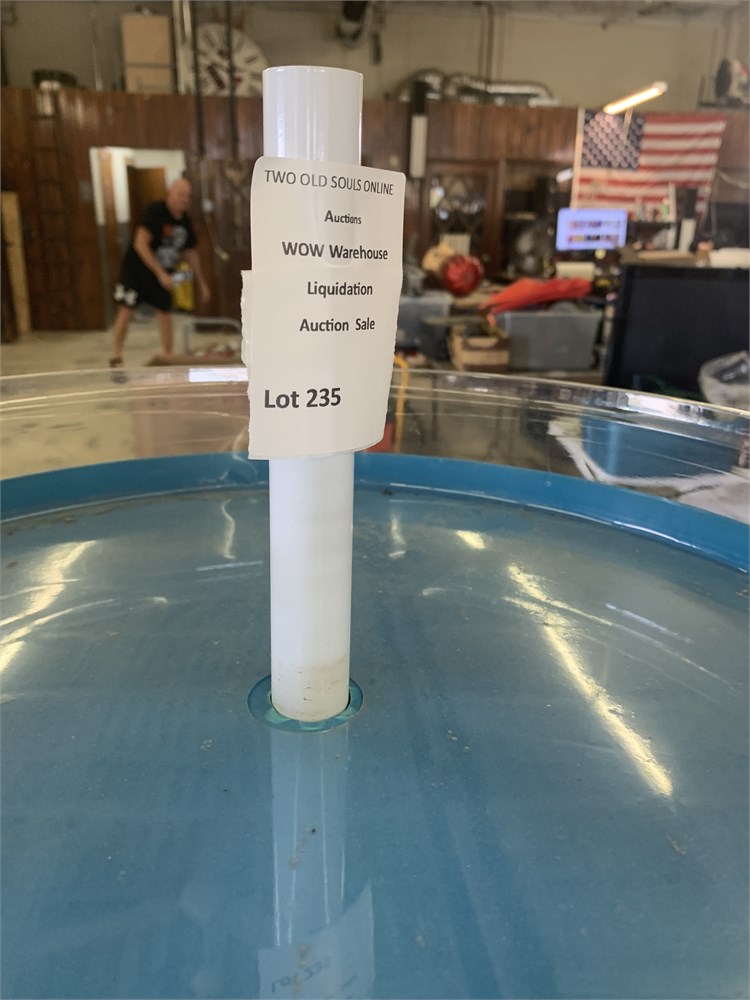 TWO OLD SOULS ONLINE
Auctions
WOW Warehouse
Liquidation
Auction Sale
Lot 235